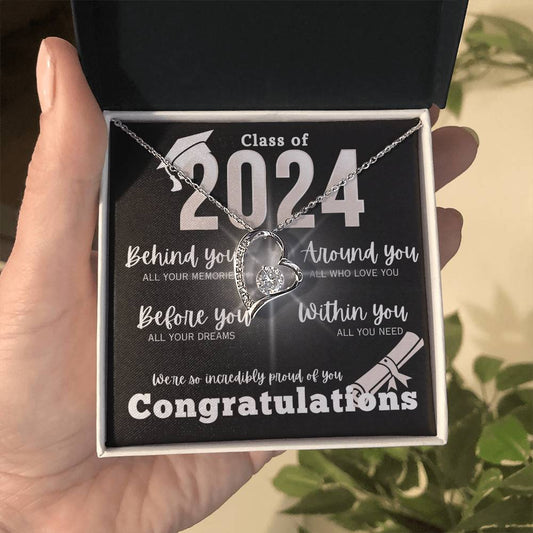 Class of
2024
Behind you
ALL YOUR MEMORIES
Around you
ALL WHO LOVE YOU
Before you
ALL YOUR DREAMS
Within you
ALL YOU NEED
We're so incredibly proud of you
Congratulations